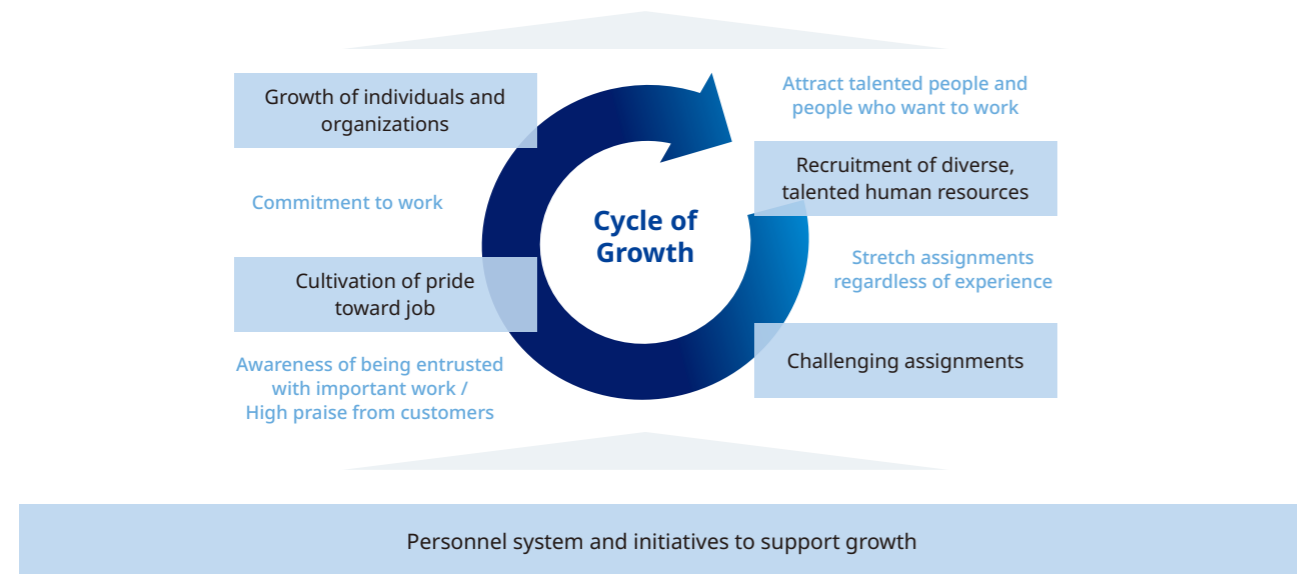 Growth of individuals and
organizations
Commitment to work
Cultivation of pride
toward job
Awareness of being entrusted
with important work /
High praise from customers
Cycle of
Growth
Attract talented people and
people who want to work
Recruitment of diverse,
talented human resources
Stretch assignments
regardless of experience
Challenging assignments
Personnel system and initiatives to support growth